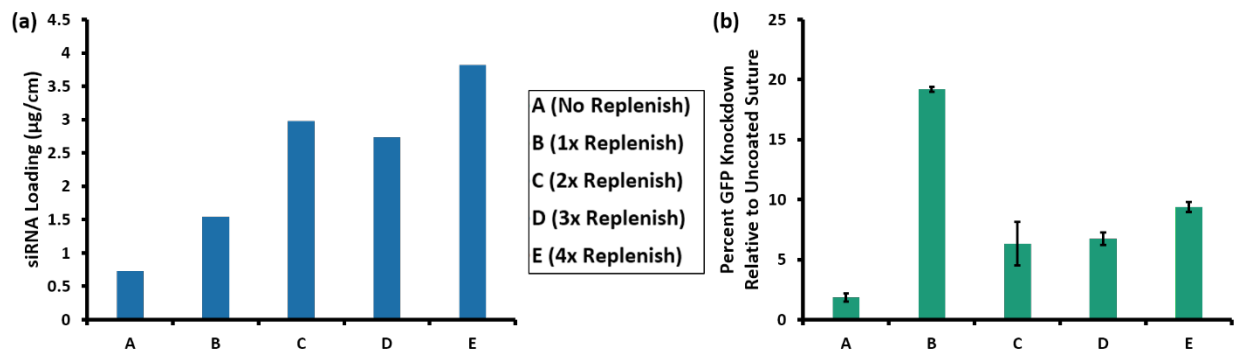 (a)
siRNA Loading (µg/cm)
4.5
4
3.5
3
2.5
2
1.5
1
0.5
0
A
B
C
D
E
A (No Replenish)
B (1x Replenish)
C (2x Replenish)
D (3x Replenish)
E (4x Replenish)
(b)
Percent GFP Knockdown
Relative to Uncoated Suture
25
20
15
10
5
0
A
B
C
D
E